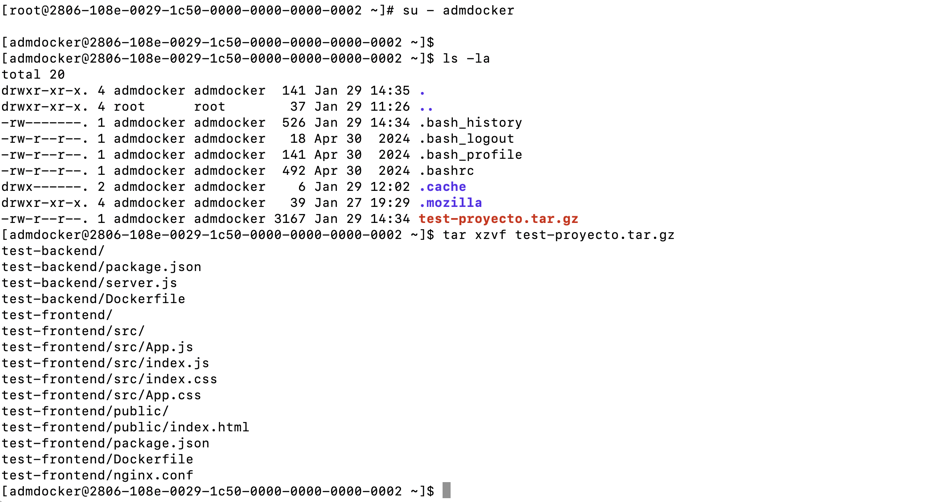 [root@2806-108e-0029-1c50-0000-0000-0000-0002 ~]# su - admdocker
[admdocker@2806-108e-0029-1c50-0000-0000-0000-0002 ~]$
[admdocker@2806-108e-0029-1c50-0000-0000-0000-0002 ~]$ ls -la
total 20
drwxr-xr-x. 4 admdocker admdocker  141 Jan 29 14:35 .
drwxr-xr-x. 4 root      root        37 Jan 29 11:26 ..
-rw-------. 1 admdocker admdocker  526 Jan 29 14:34 .bash_history
-rw-r--r--. 1 admdocker admdocker   18 Apr 30  2024 .bash_logout
-rw-r--r--. 1 admdocker admdocker  141 Apr 30  2024 .bash_profile
-rw-r--r--. 1 admdocker admdocker  492 Apr 30  2024 .bashrc
drwx------. 2 admdocker admdocker    6 Jan 29 12:02 .cache
drwxr-xr-x. 4 admdocker admdocker   39 Jan 27 19:29 .mozilla
-rw-r--r--. 1 admdocker admdocker 3167 Jan 29 14:34 test-proyecto.tar.gz
[admdocker@2806-108e-0029-1c50-0000-0000-0000-0002 ~]$ tar xzvf test-proyecto.tar.gz
test-backend/
test-backend/package.json
test-backend/server.js
test-backend/Dockerfile
test-frontend/
test-frontend/src/
test-frontend/src/App.js
test-frontend/src/index.js
test-frontend/src/index.css
test-frontend/src/App.css
test-frontend/public/
test-frontend/public/index.html
test-frontend/package.json
test-frontend/Dockerfile
test-frontend/nginx.conf
[admdocker@2806-108e-0029-1c50-0000-0000-0000-0002 ~]$